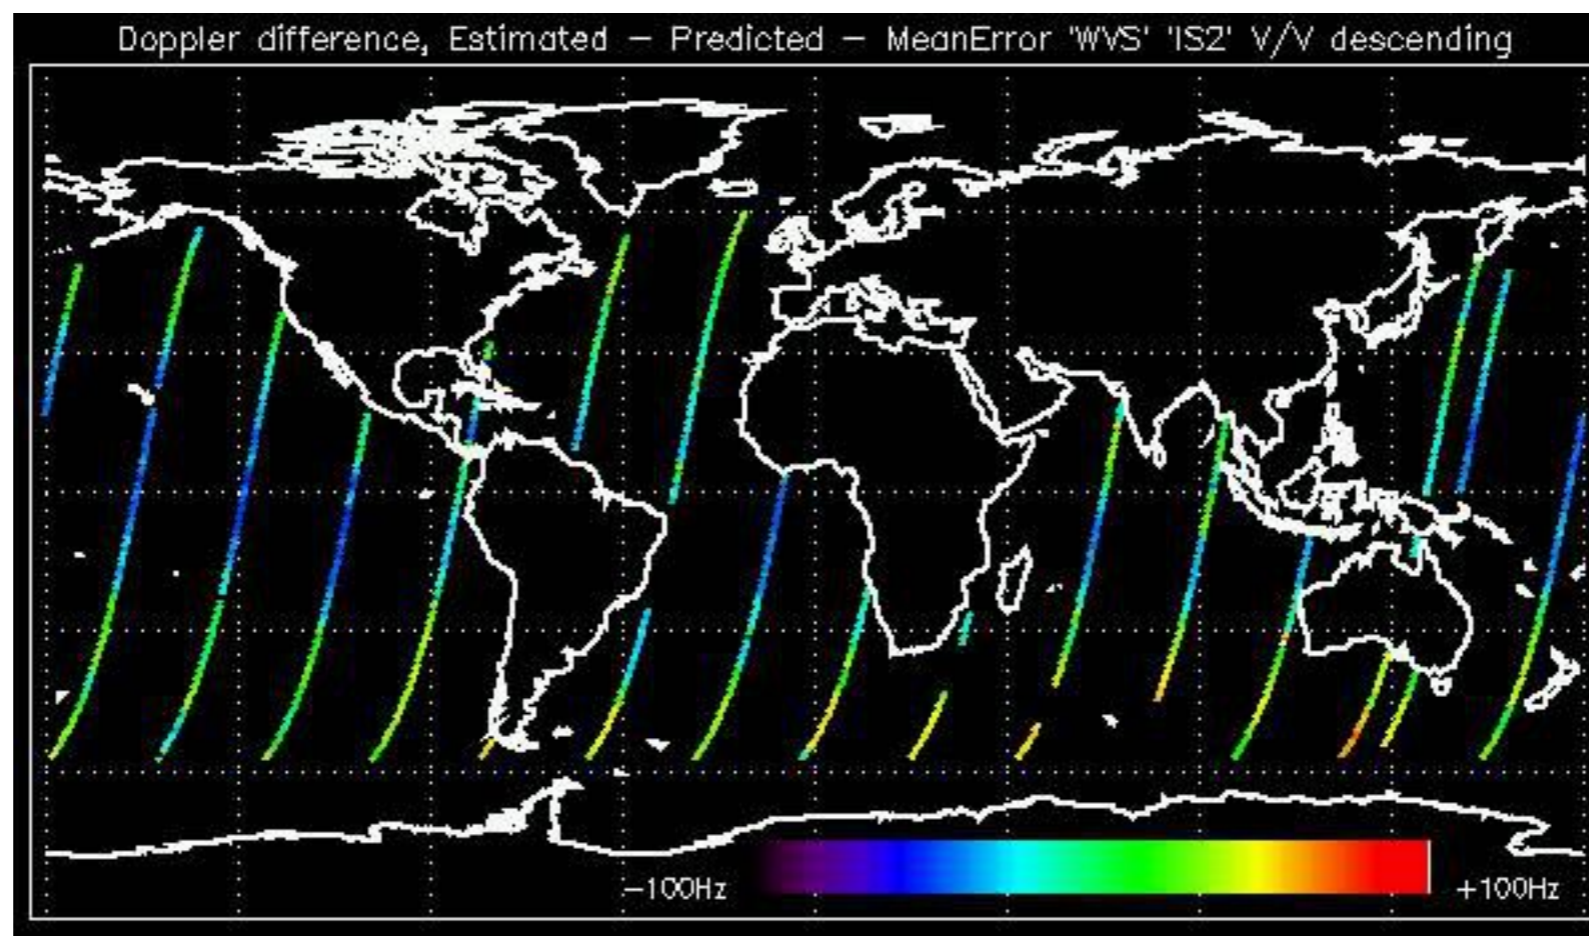 Doppler difference, Estimated – Predicted – MeanError 'WVS' 'IS2' V/V descending
–100Hz
+100Hz